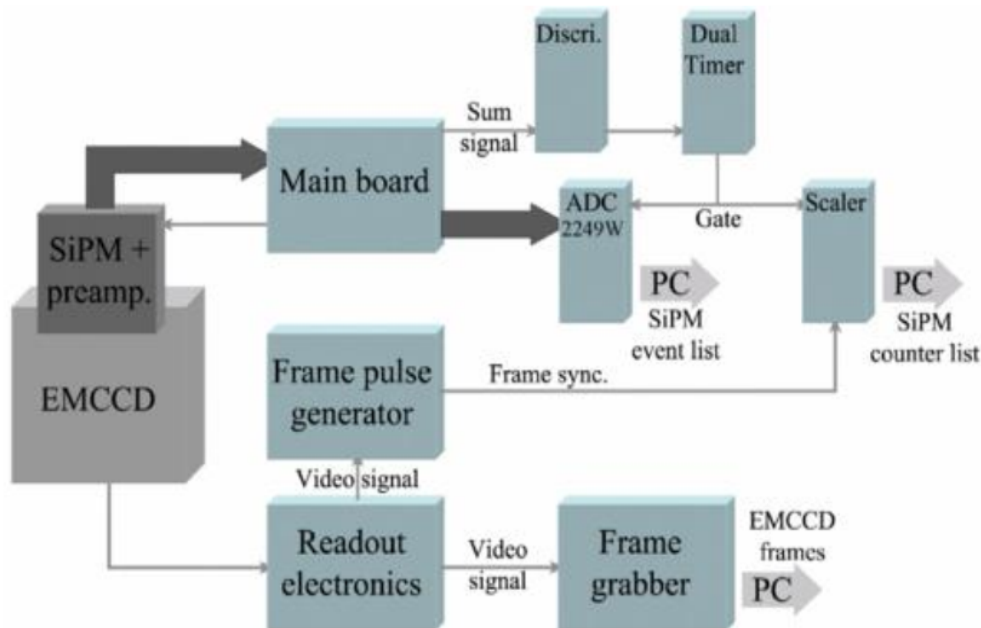 Discri.
Dual
Timer
Sum
signal
Main board
ADC
2249W
Gate
Scaler
SiPM +
preamp.
PC
SiPM
event list
PC
SiPM
counter list
EMCCD
Frame pulse
generator
Frame sync.
Video signal
Readout
electronics
Video
signal
Frame
grabber
EMCCD
frames
PC